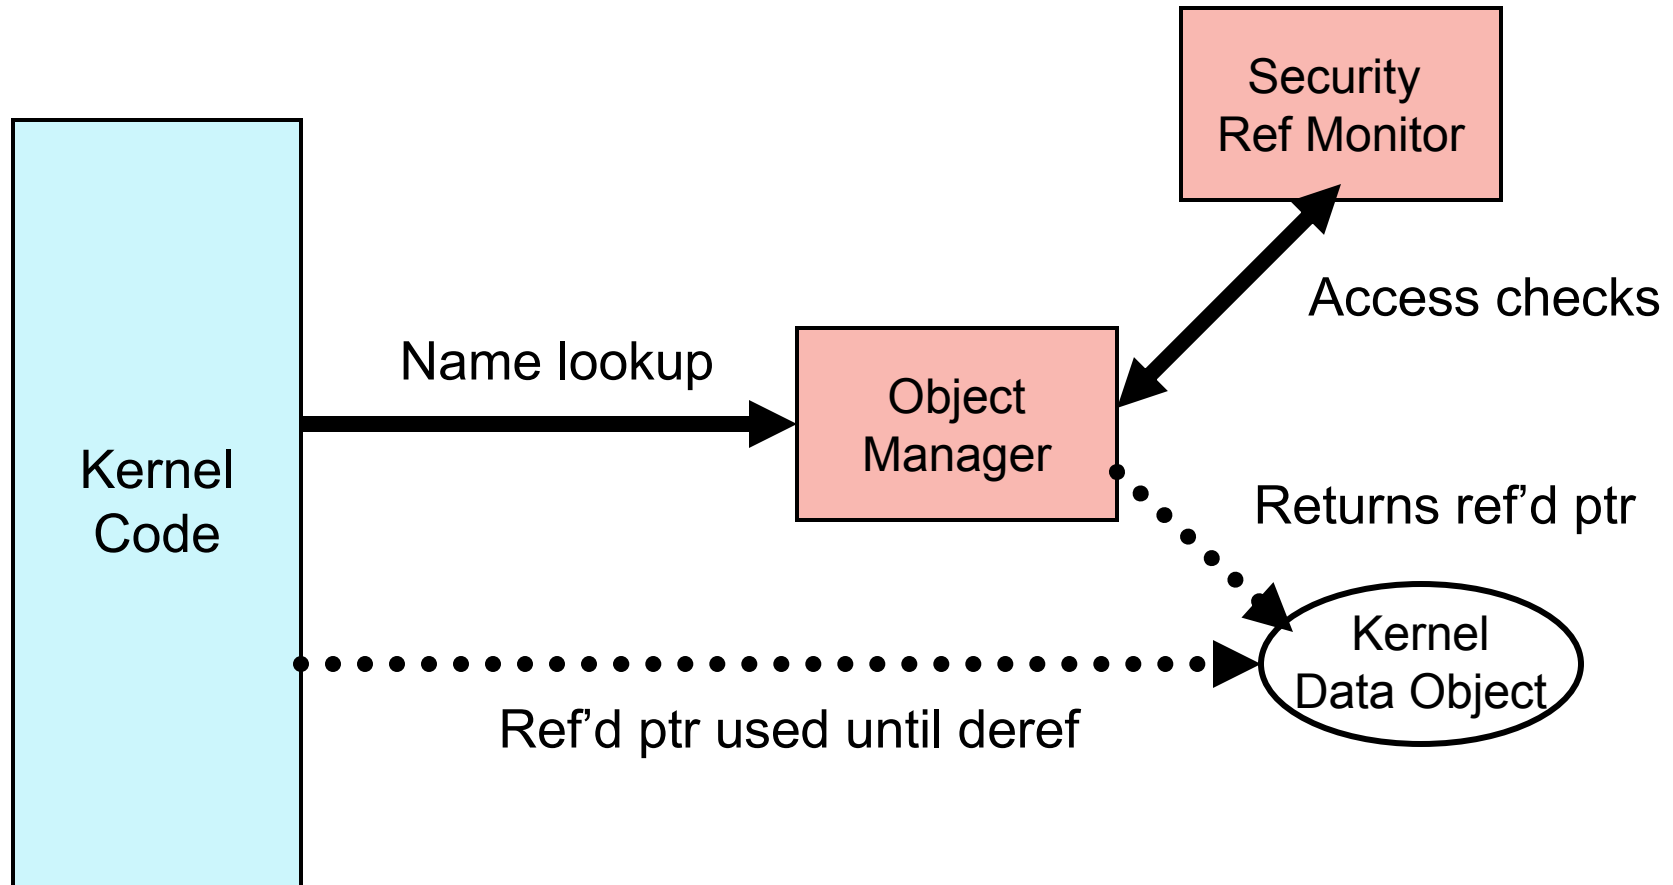 Security
Ref Monitor
Access checks
Name lookup
Object
Manager
Kernel
Code
Returns ref’d ptr
Kernel
Data Object
Ref’d ptr used until deref